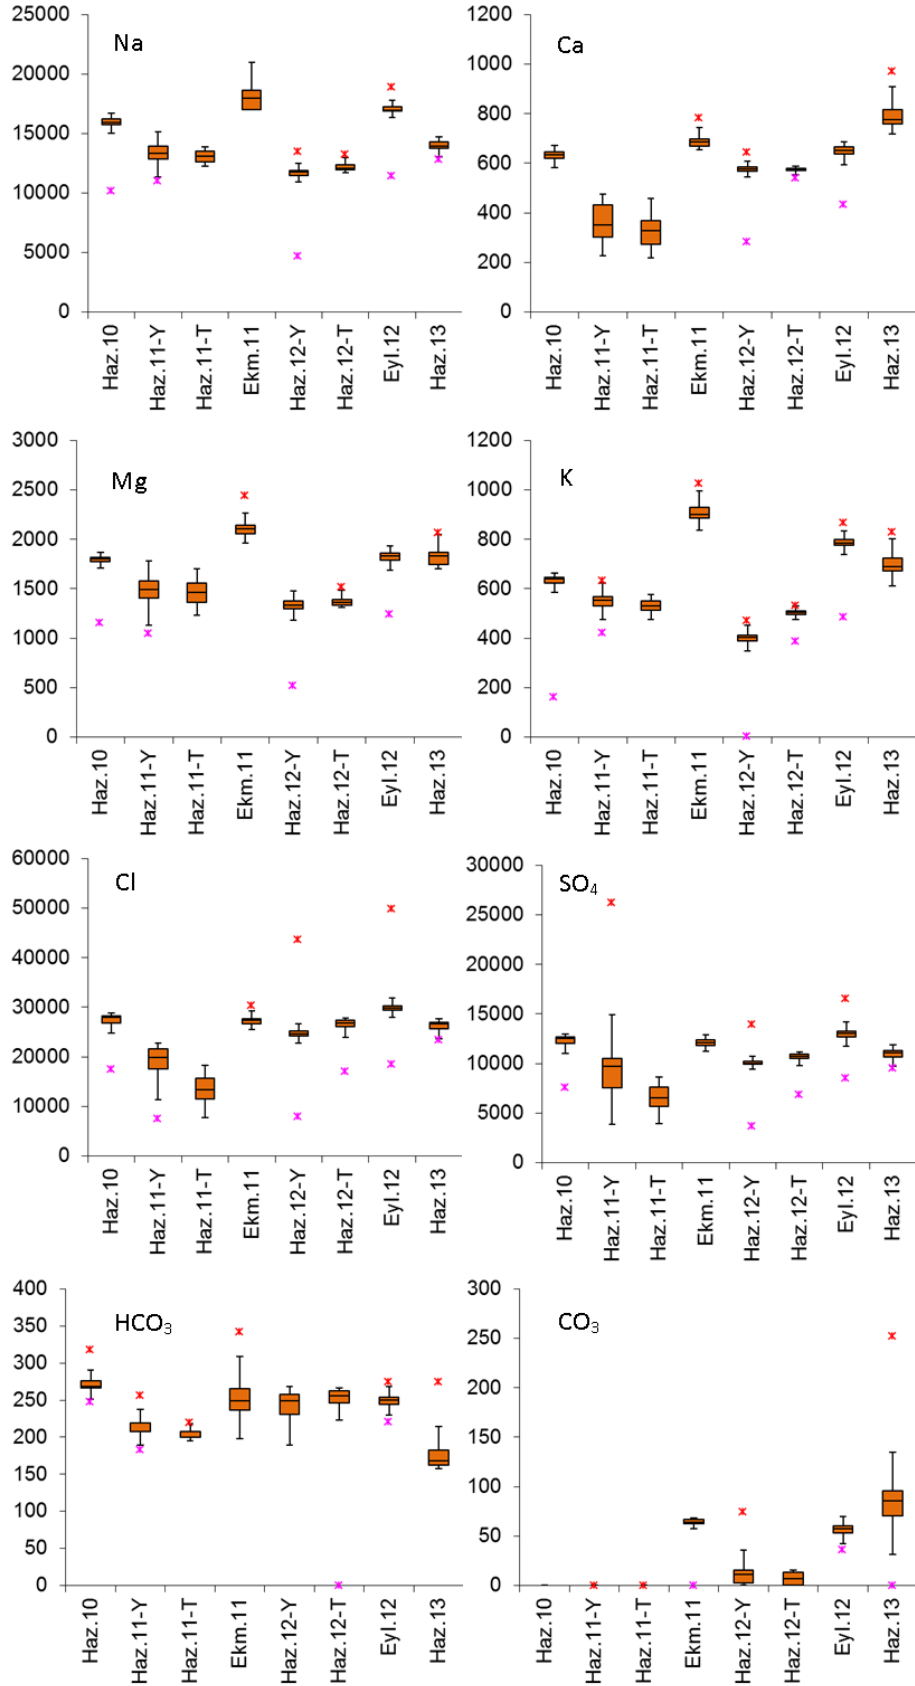 Na
25000
20000
15000
10000
5000
0
Haz.10
Haz.11-Y
Haz.11-T
Ekm.11
Haz.12-Y
Haz.12-T
Eyl.12
Haz.13
Ca
1200
1000
800
600
400
200
0
Haz.10
Haz.11-Y
Haz.11-T
Ekm.11
Haz.12-Y
Haz.12-T
Eyl.12
Haz.13
Mg
3000
2500
2000
1500
1000
500
0
Haz.10
Haz.11-Y
Haz.11-T
Ekm.11
Haz.12-Y
Haz.12-T
Eyl.12
Haz.13
K
1200
1000
800
600
400
200
0
Haz.10
Haz.11-Y
Haz.11-T
Ekm.11
Haz.12-Y
Haz.12-T
Eyl.12
Haz.13
Cl
60000
50000
40000
30000
20000
10000
0
Haz.10
Haz.11-Y
Haz.11-T
Ekm.11
Haz.12-Y
Haz.12-T
Eyl.12
Haz.13
SO₄
30000
25000
20000
15000
10000
5000
0
Haz.10
Haz.11-Y
Haz.11-T
Ekm.11
Haz.12-Y
Haz.12-T
Eyl.12
Haz.13
HCO₃
400
350
300
250
200
150
100
50
0
Haz.10
Haz.11-Y
Haz.11-T
Ekm.11
Haz.12-Y
Haz.12-T
Eyl.12
Haz.13
CO₃
300
250
200
150
100
50
0
Haz.10
Haz.11-Y
Haz.11-T
Ekm.11
Haz.12-Y
Haz.12-T
Eyl.12
Haz.13